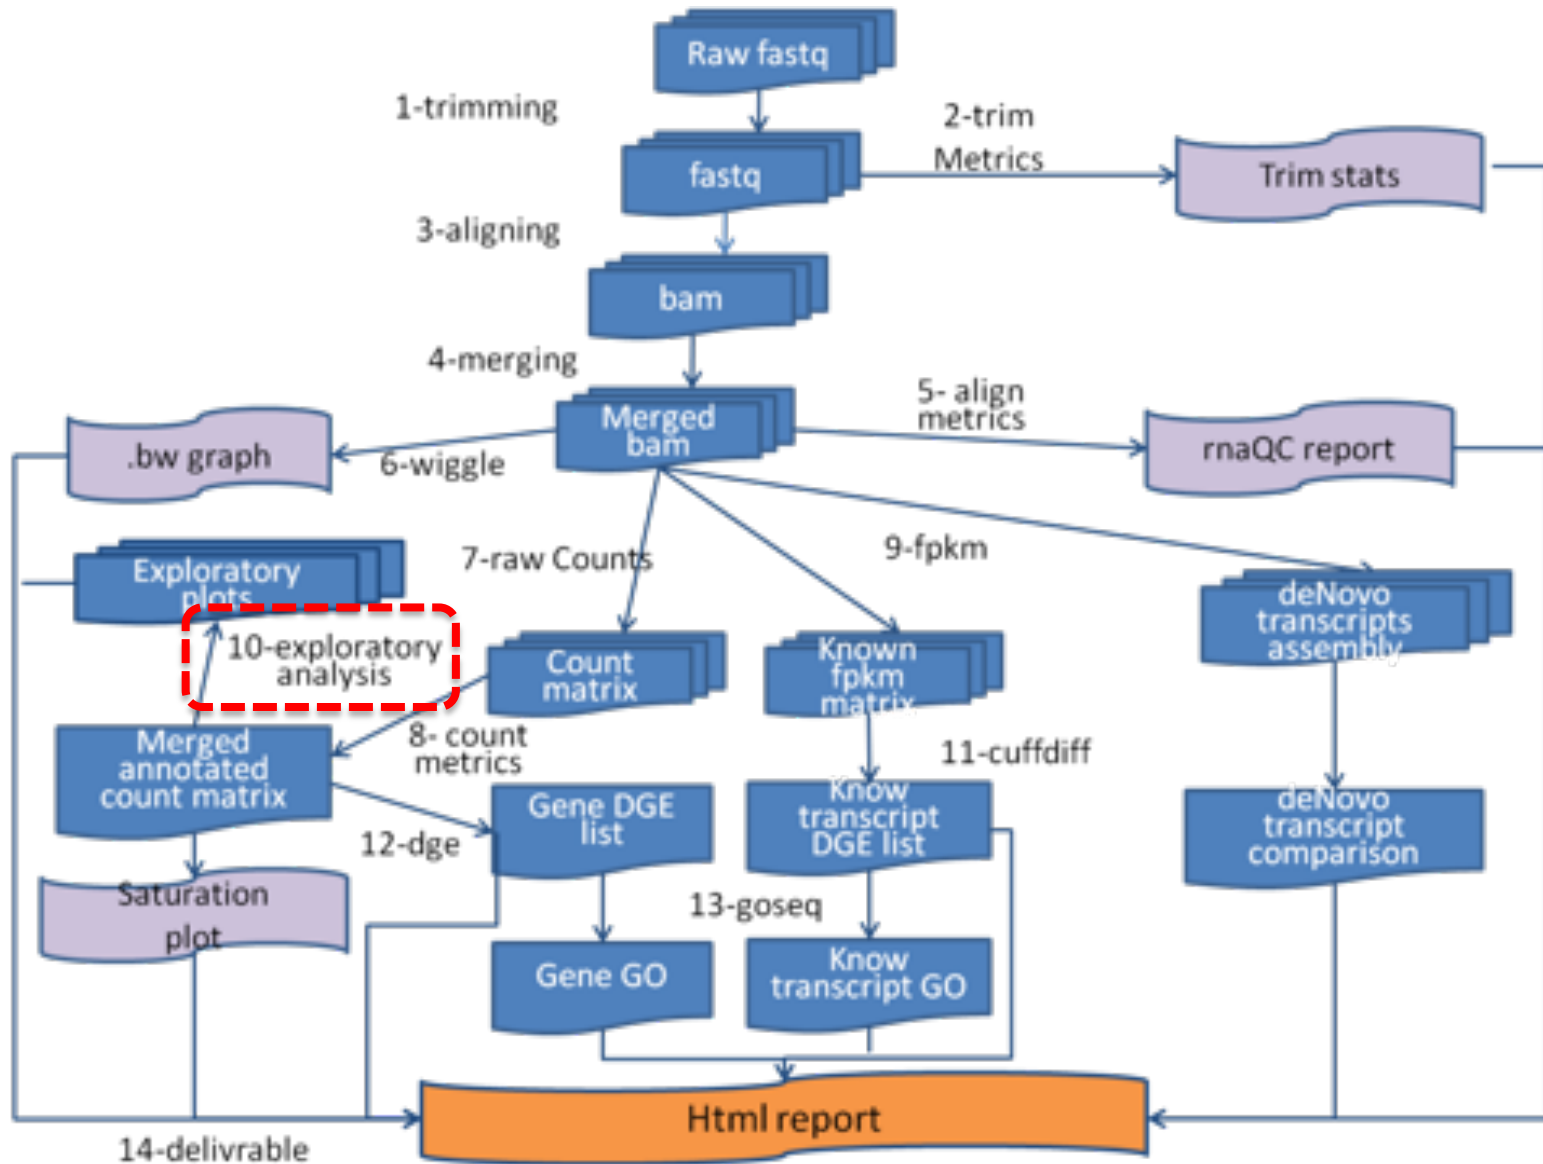 Raw fastq
1-trimming
2-trim
Metrics
fastq
Trim stats
3-aligning
bam
4-merging
5- align
metrics
Merged
bam
.bw graph
6-wiggle
rnaQC report
7-raw Counts
9-fpkm
Exploratory
plots
10-exploratory
analysis
Count
matrix
Known
fpkm
matrix
deNovo
transcripts
assembly
Merged
annotated
count matrix
8- count
metrics
11-cuffdiff
Gene DGE
list
Know
transcript
DGE list
deNovo
transcript
comparison
12-dge
Saturation
plot
13-goseq
Gene GO
Know
transcript GO
Html report
14-delivrable